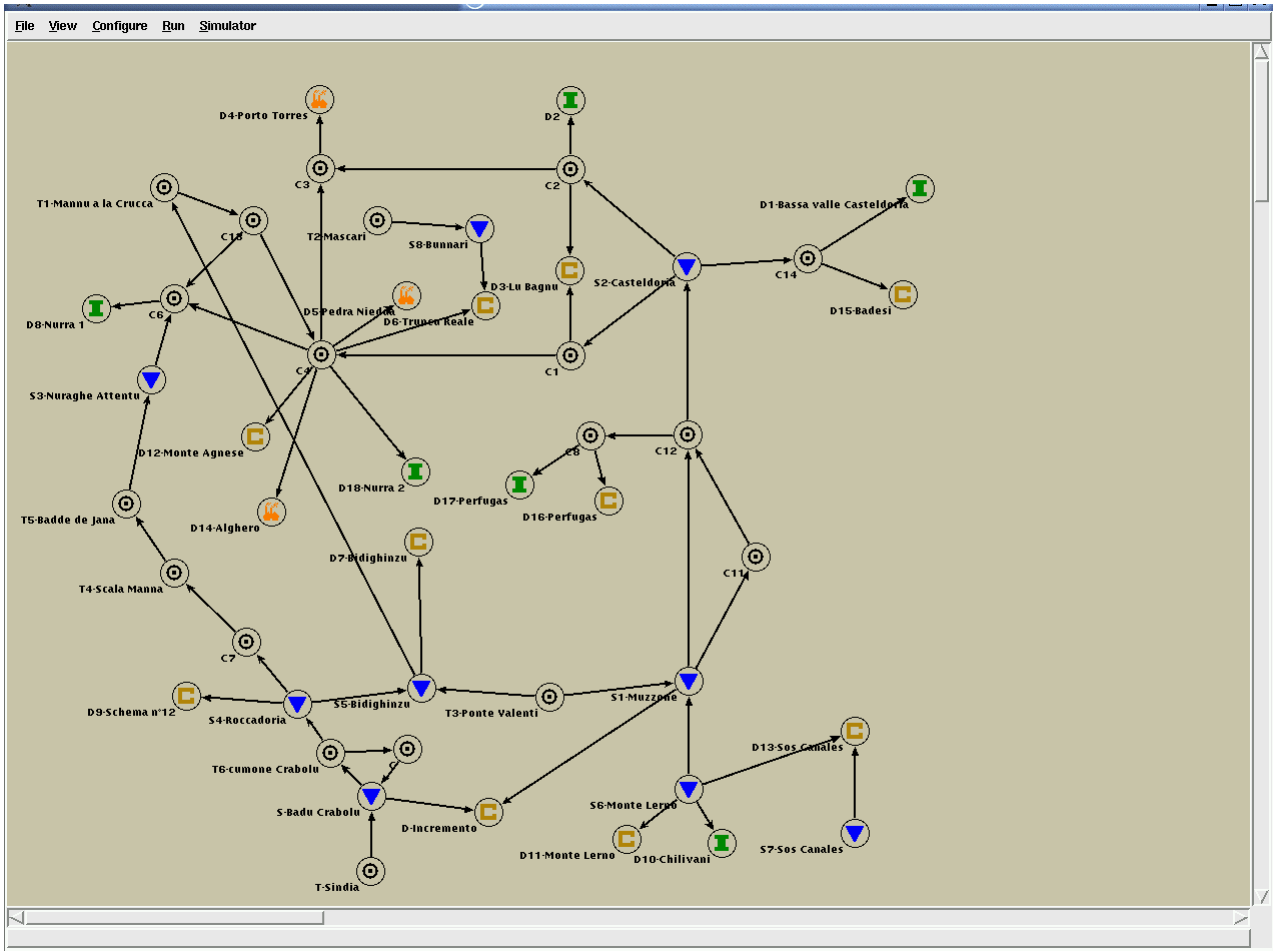 File View Configure Run Simulator
D4-Porto Torres
D2
C3
C2
T1-Mannu a la Crucca
D1-Bassa valle Casteldoria
C13
T2-Mascari
S8-Bunnari
C14
S2-Casteldoria
D3-Lu Bagnu
D5-Pedra Niedda
D6-Trunca Reale
D15-Badesi
C6
D8-Nurra 1
C4
C1
S3-Nuraghe Attentu
D12-Monte Agnese
C8
C12
D18-Nurra 2
D17-Perfugas
D16-Perfugas
T5-Badde de Jana
D14-Alghero
D7-Bidighinzu
C11
T4-Scala Manna
C7
D9-Schema n°12
S4-Roccadoria
S5-Bidighinzu
T3-Ponte Valenti
S1-Muzzone
D13-Sos Canales
T6-cumone Crabolu
S-Badu Crabolu
D-Incremento
S6-Monte Lerno
D11-Monte Lerno
D10-Chilivani
S7-Sos Canales
T-Sindia